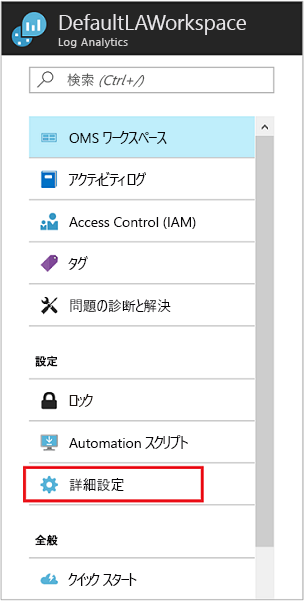 DefaultLAWorkspace
Log Analytics
検索 (Ctrl+/)
OMS ワークスペース
アクティビティログ
Access Control (IAM)
タグ
問題の診断と解決
設定
ロック
Automation スクリプト
詳細設定
全般
クイック スタート